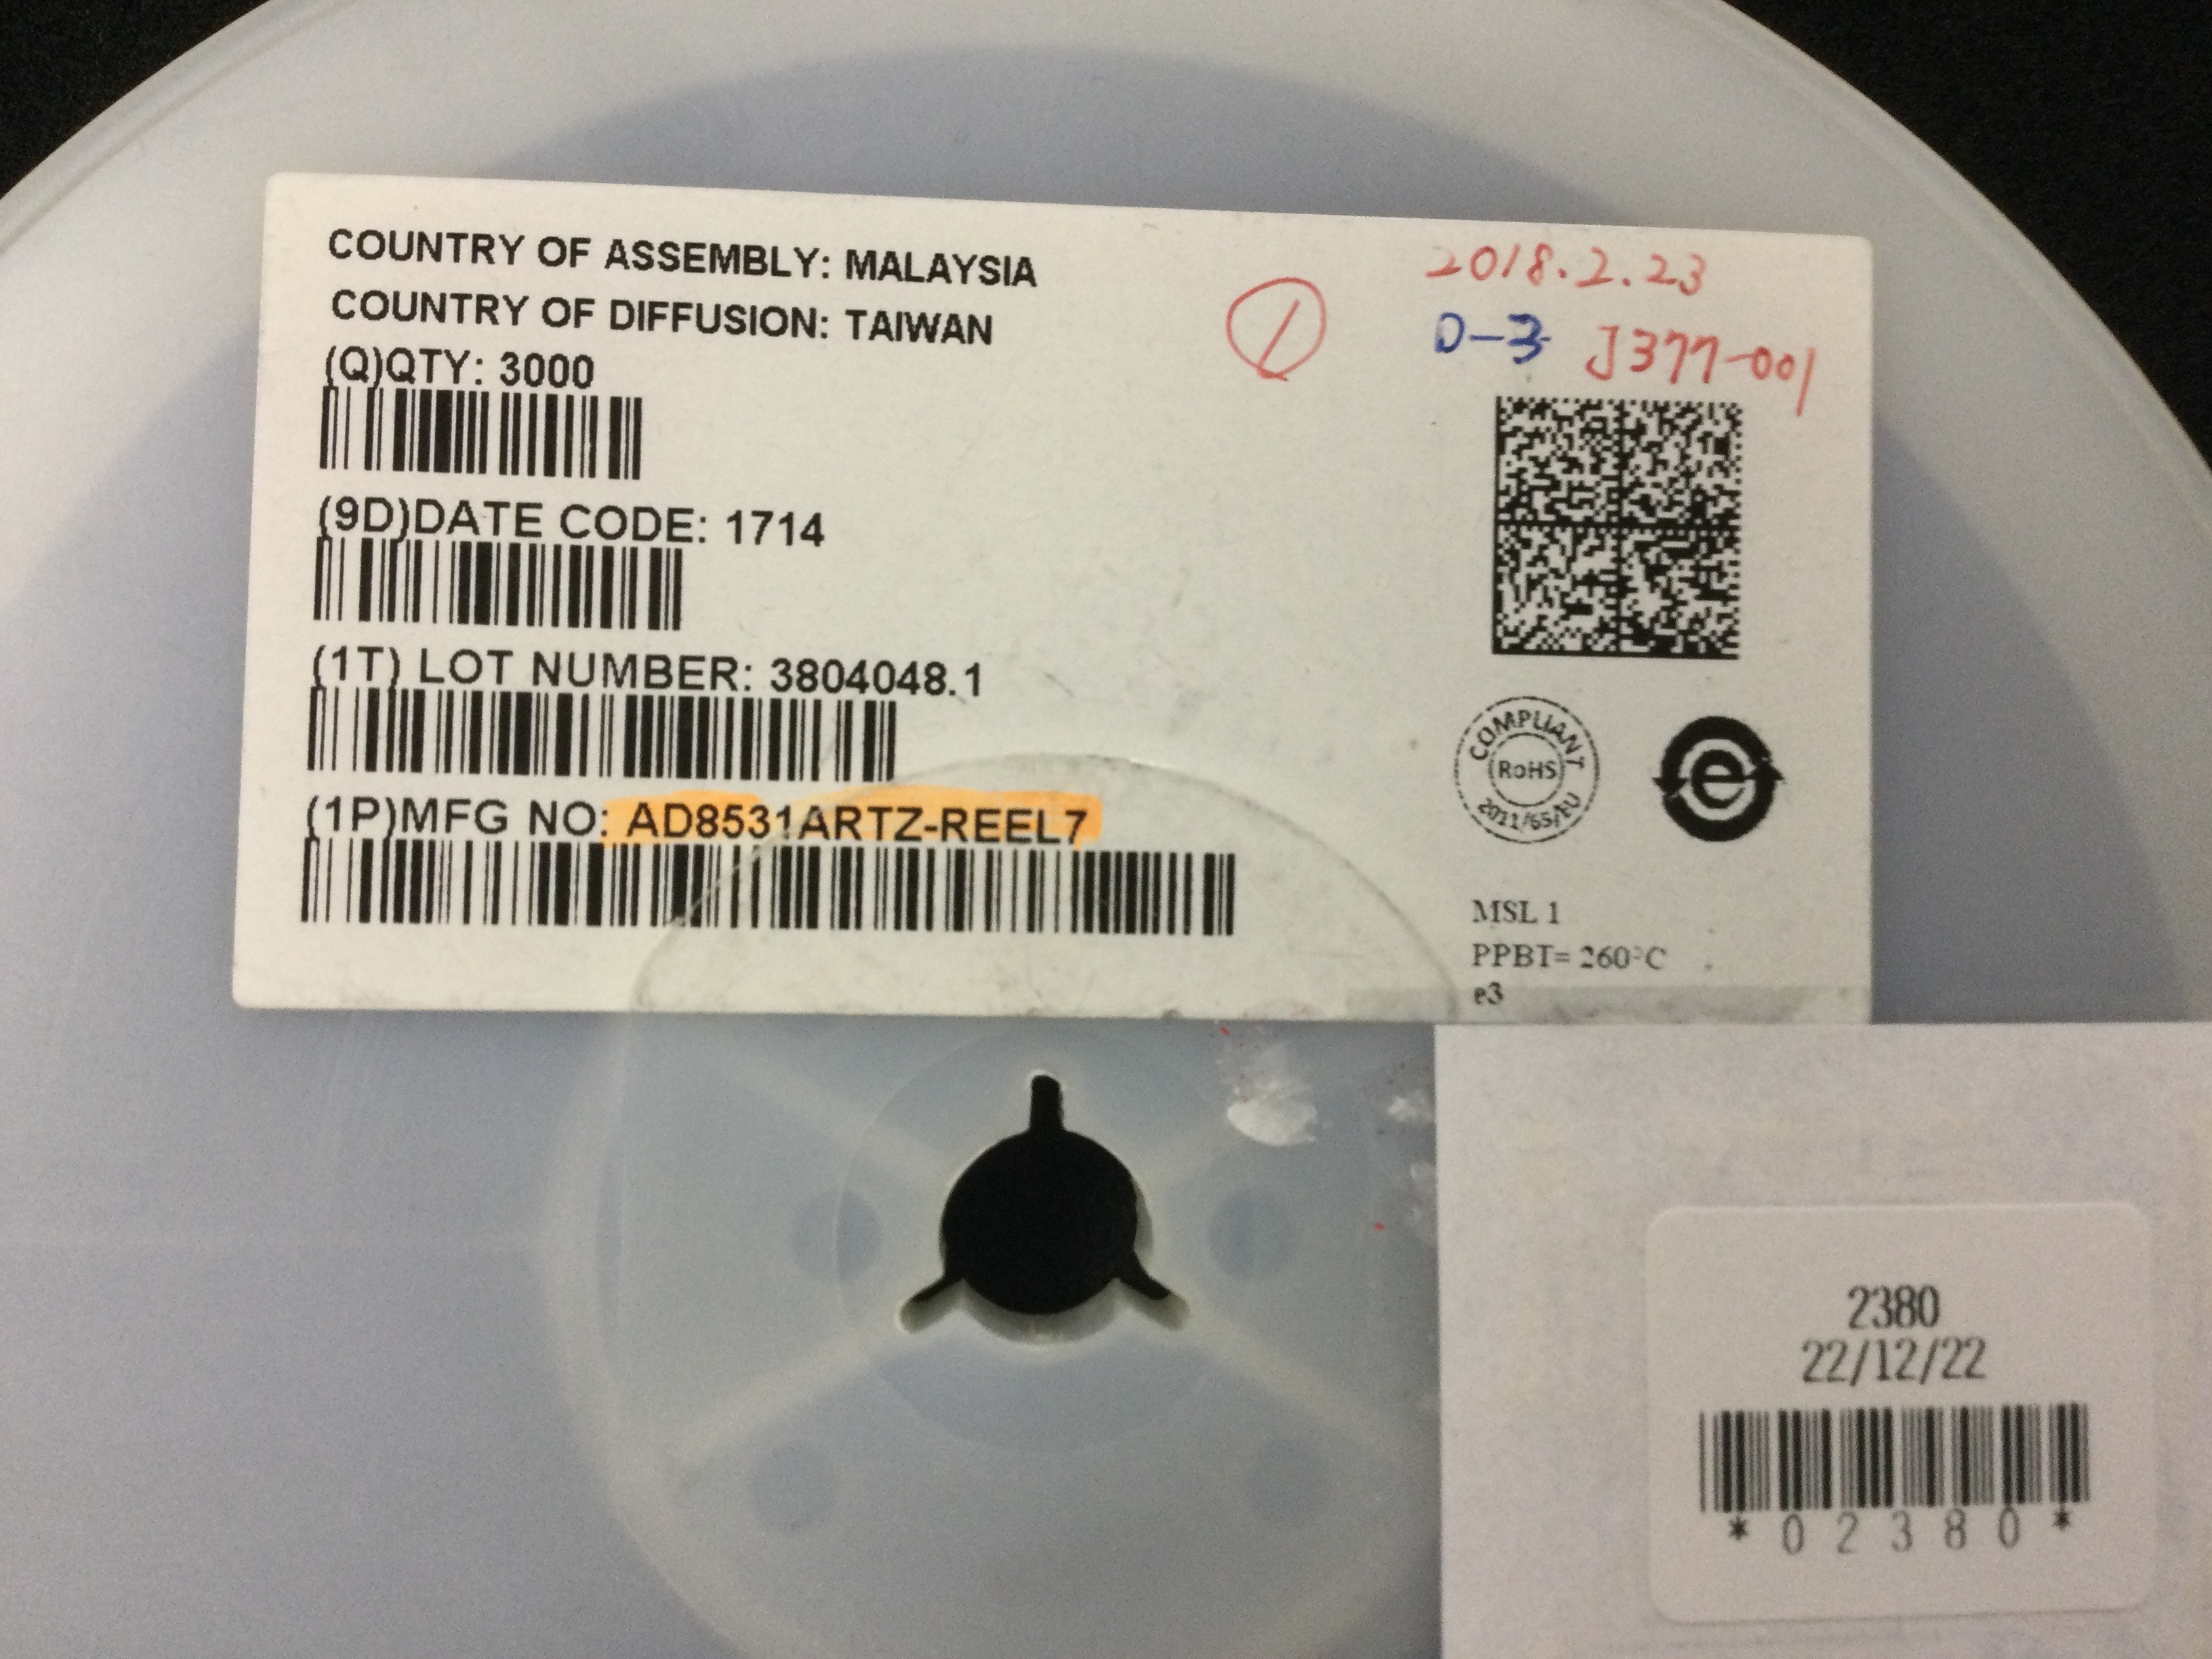 COUNTRY OF ASSEMBLY: MALAYSIA
COUNTRY OF DIFFUSION: TAIWAN
(Q)QTY: 3000
(9D)DATE CODE: 1714
(1T) LOT NUMBER: 3804048.1
(1P)MFG NO: AD8531ARTZ-REEL7
1
2018.2.23
D-3 J377-001
COMPLIANT
RoHS
2011/65/EU
e
MSL 1
PPBT= 260°C
e3
2380
22/12/22
*02380*